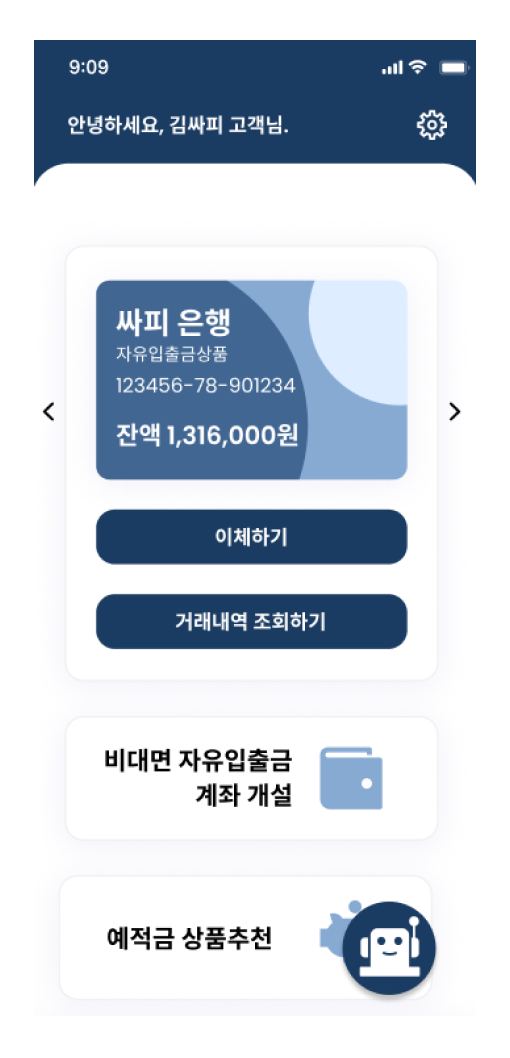 9:09
안녕하세요, 김싸피 고객님.
싸피 은행
자유입출금상품
123456-78-901234
잔액 1,316,000원
이체하기
거래내역 조회하기
비대면 자유입출금
계좌 개설
예적금 상품추천